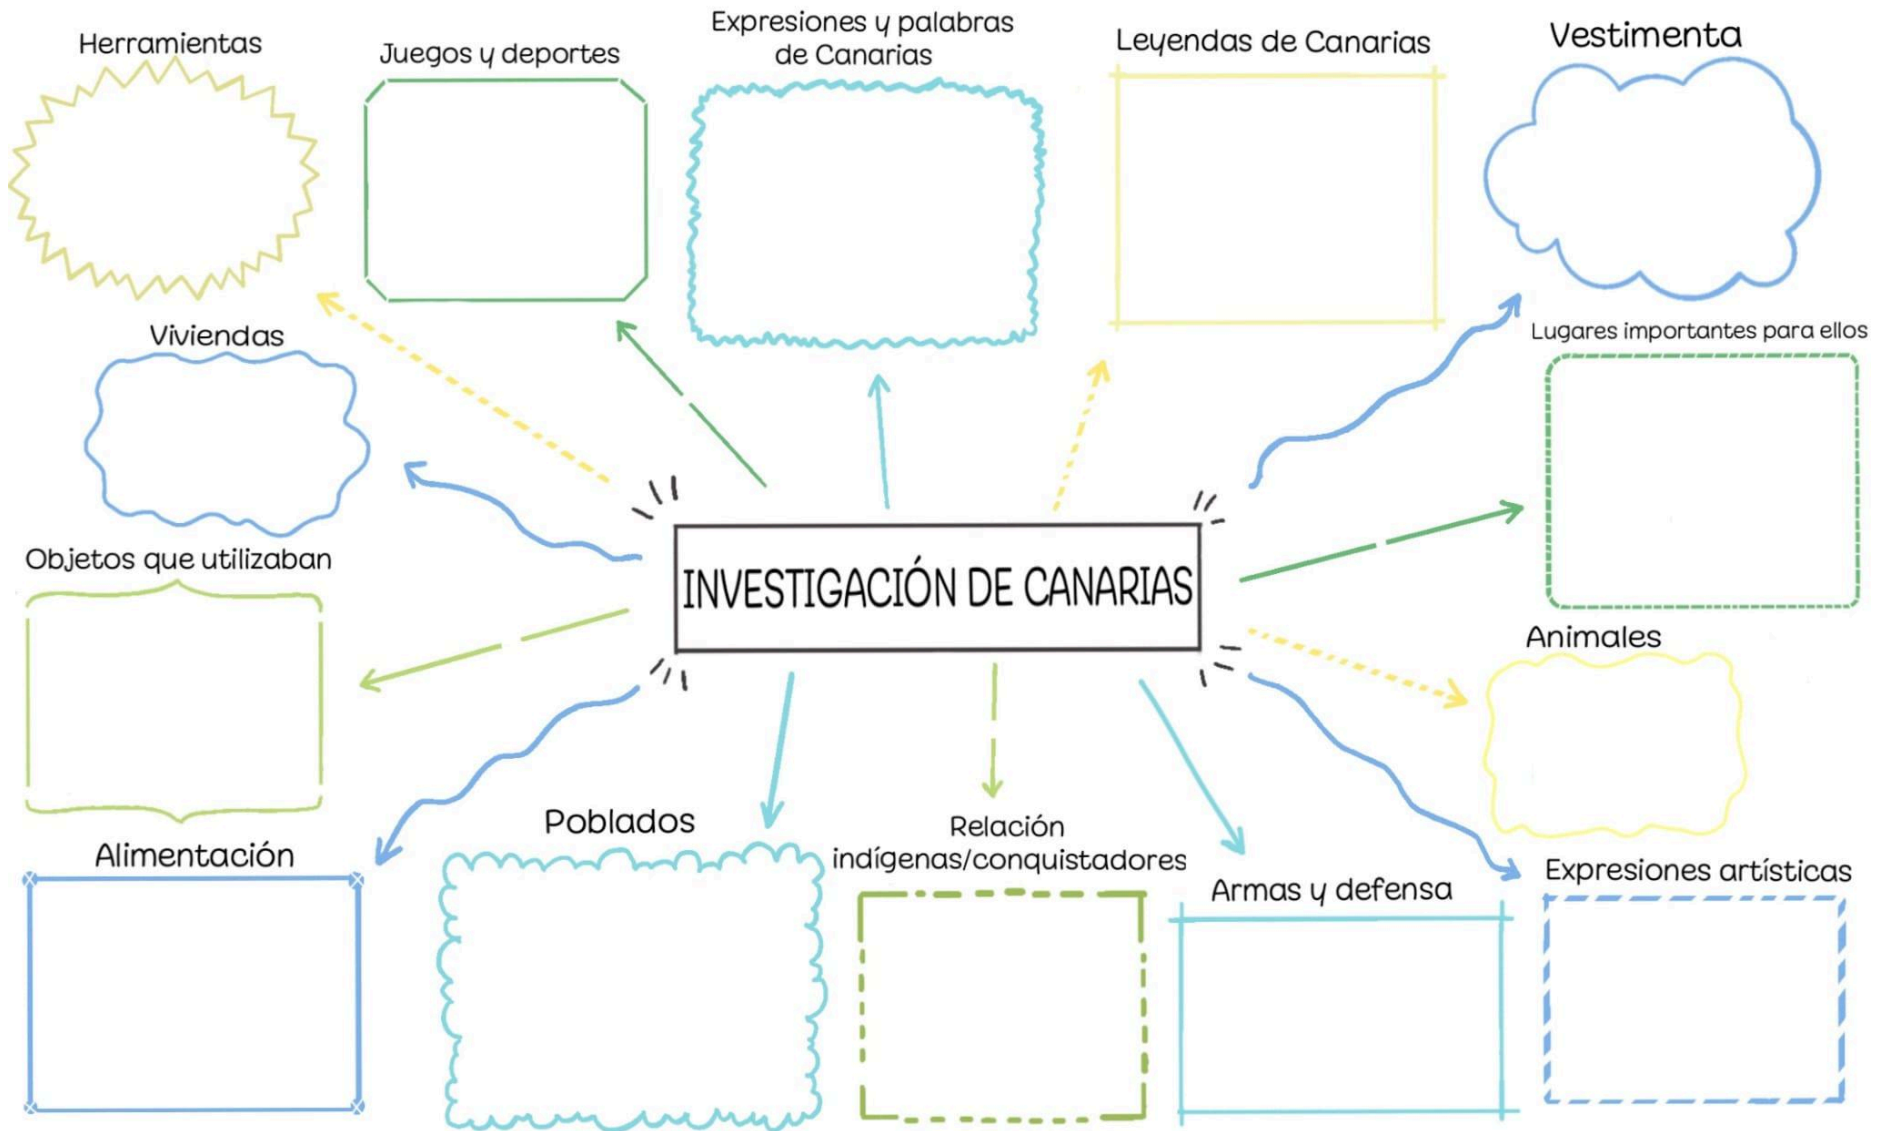 Herramientas
Juegos y deportes
Expresiones y palabras
de Canarias
Leyendas de Canarias
Vestimenta
Viviendas
Lugares importantes para ellos
Objetos que utilizaban
INVESTIGACIÓN DE CANARIAS
Animales
Alimentación
Poblados
Relación
indígenas/conquistadores
Armas y defensa
Expresiones artísticas